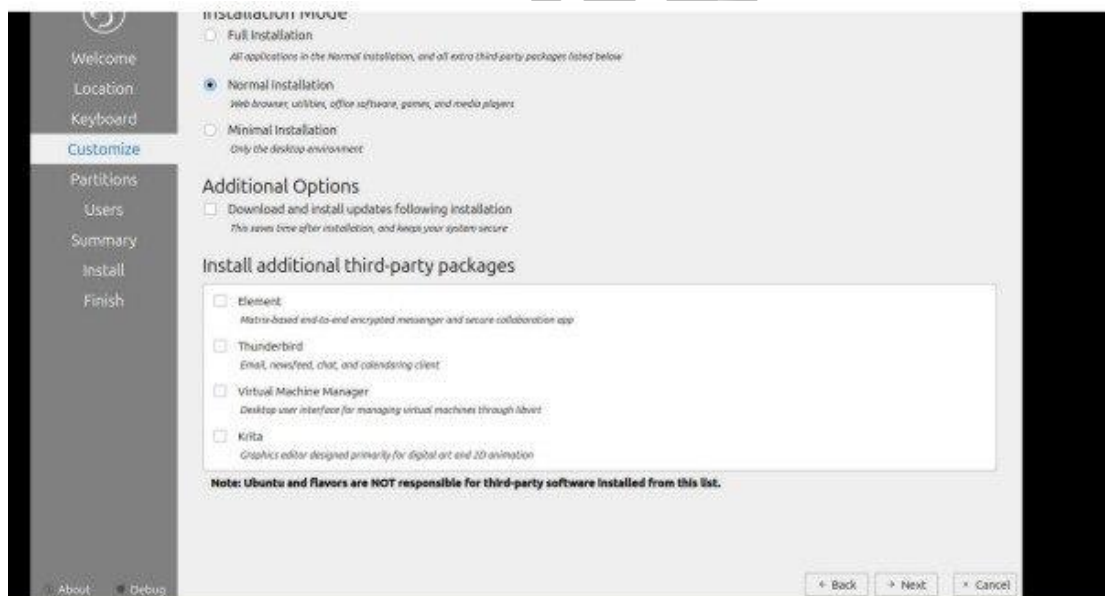 Installation Mode
Full Installation
All applications in the Normal Installation, and all extra third-party packages listed below
Welcome
Location
Normal Installation
Web browser, utilities, office software, games, and media players
Keyboard
Minimal Installation
Only the desktop environment
Customize
Partitions
Additional Options
Users
Download and install updates following installation
This saves time after installation, and keeps your system secure
Summary
Install
Install additional third-party packages
Finish
Element
Matrix-based end-to-end encrypted messenger and secure collaboration app
Thunderbird
Email, newsfeed, chat, and calendaring client
Virtual Machine Manager
Desktop user interface for managing virtual machines through libvirt
Krita
Graphics editor designed primarily for digital art and 2D animation
Note: Ubuntu and flavors are NOT responsible for third-party software installed from this list.
About
Debug
Back
Next
Cancel